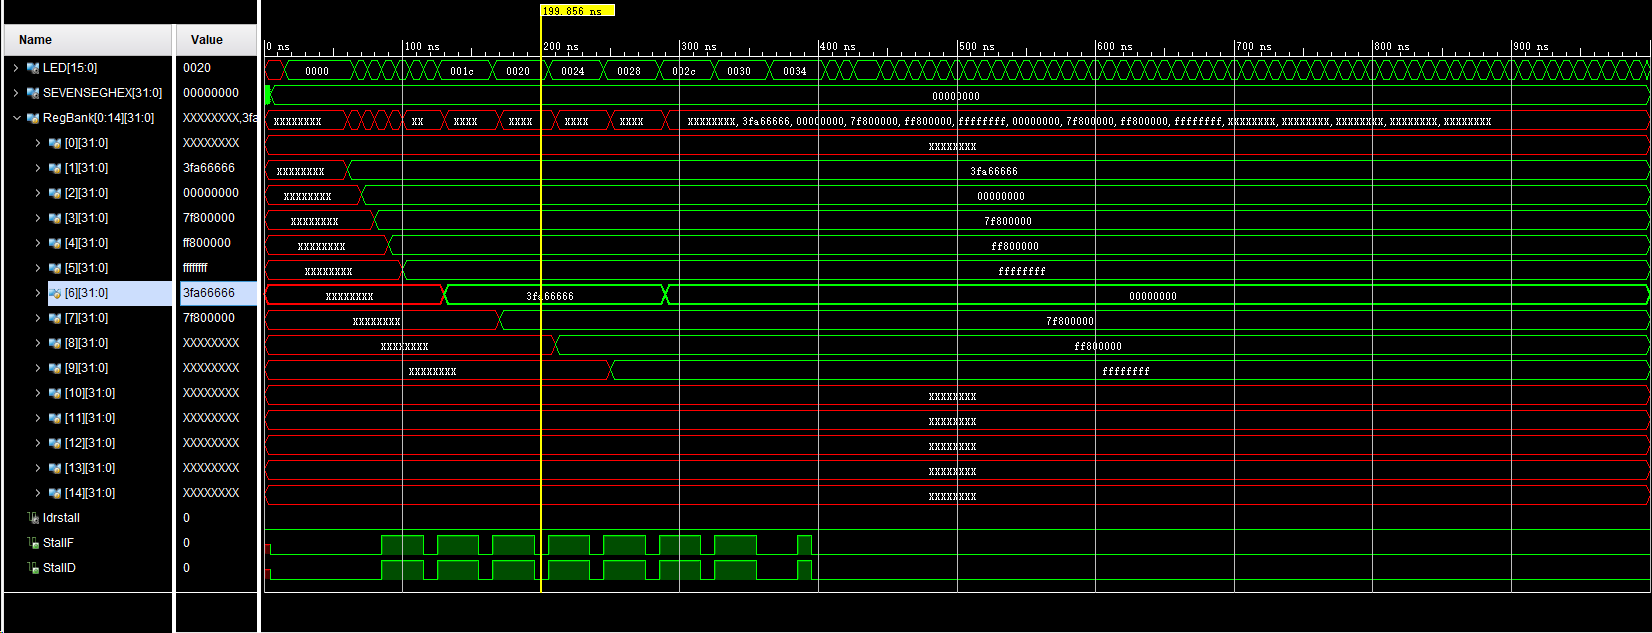 199.856 ns
Name Value
0 ns 100 ns 200 ns 300 ns 400 ns 500 ns 600 ns 700 ns 800 ns 900 ns
LED[15:0] 0020 0000 001c 0020 0024 0028 002c 0030 0034
SEVENSEGHEX[31:0] 00000000 00000000
RegBank[0:14][31:0] XXXXXXXX,3fa XXXXXXXX XX XXXX XXXX XXXX XXXX XXXXXXXX, 3fa66666, 00000000, 7f800000, ff800000, ffffffff, 00000000, 7f800000, ff800000, ffffffff, XXXXXXXX, XXXXXXXX, XXXXXXXX, XXXXXXXX, XXXXXXXX
[0][31:0] XXXXXXXX XXXXXXXX
[1][31:0] 3fa66666 XXXXXXXX 3fa66666
[2][31:0] 00000000 XXXXXXXX 00000000
[3][31:0] 7f800000 XXXXXXXX 7f800000
[4][31:0] ff800000 XXXXXXXX ff800000
[5][31:0] ffffffff XXXXXXXX ffffffff
[6][31:0] 3fa66666 XXXXXXXX 3fa66666 00000000
[7][31:0] 7f800000 XXXXXXXX 7f800000
[8][31:0] XXXXXXXX XXXXXXXX ff800000
[9][31:0] XXXXXXXX XXXXXXXX ffffffff
[10][31:0] XXXXXXXX XXXXXXXX
[11][31:0] XXXXXXXX XXXXXXXX
[12][31:0] XXXXXXXX XXXXXXXX
[13][31:0] XXXXXXXX XXXXXXXX
[14][31:0] XXXXXXXX XXXXXXXX
ldrstall 0
StallF 0
StallD 0